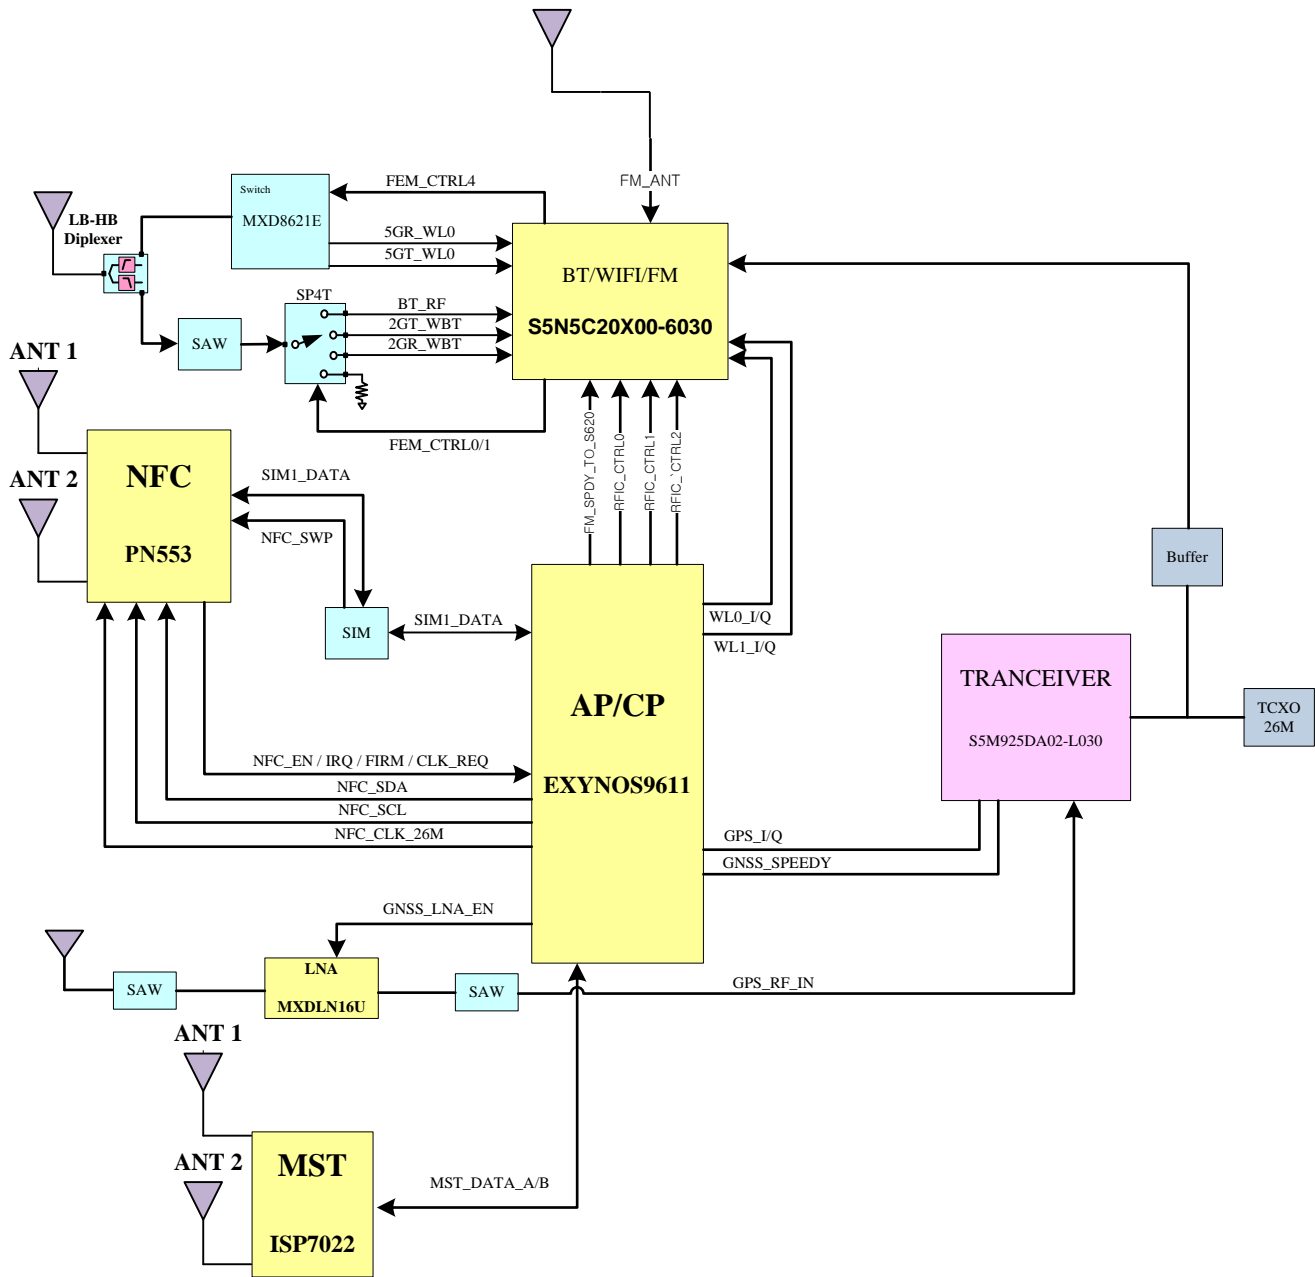 FM_ANT
Switch
MXD8621E
FEM_CTRL4
5GR_WL0
5GT_WL0
LB-HB
Diplexer
BT/WIFI/FM
S5N5C20X00-6030
SP4T
BT_RF
2GT_WBT
2GR_WBT
SAW
FEM_CTRL0/1
ANT 1
ANT 2
NFC
PN553
SIM1_DATA
NFC_SWP
FM_SPDY_TO_S620
RFIC_CTRL0
RFIC_CTRL1
RFIC_`CTRL2
Buffer
SIM
SIM1_DATA
WL0_I/Q
WL1_I/Q
AP/CP
EXYNOS9611
TRANCEIVER
S5M925DA02-L030
TCXO
26M
NFC_EN / IRQ / FIRM / CLK_REQ
NFC_SDA
NFC_SCL
NFC_CLK_26M
GPS_I/Q
GNSS_SPEEDY
GNSS_LNA_EN
SAW
LNA
MXDLN16U
SAW
GPS_RF_IN
ANT 1
ANT 2
MST
ISP7022
MST_DATA_A/B